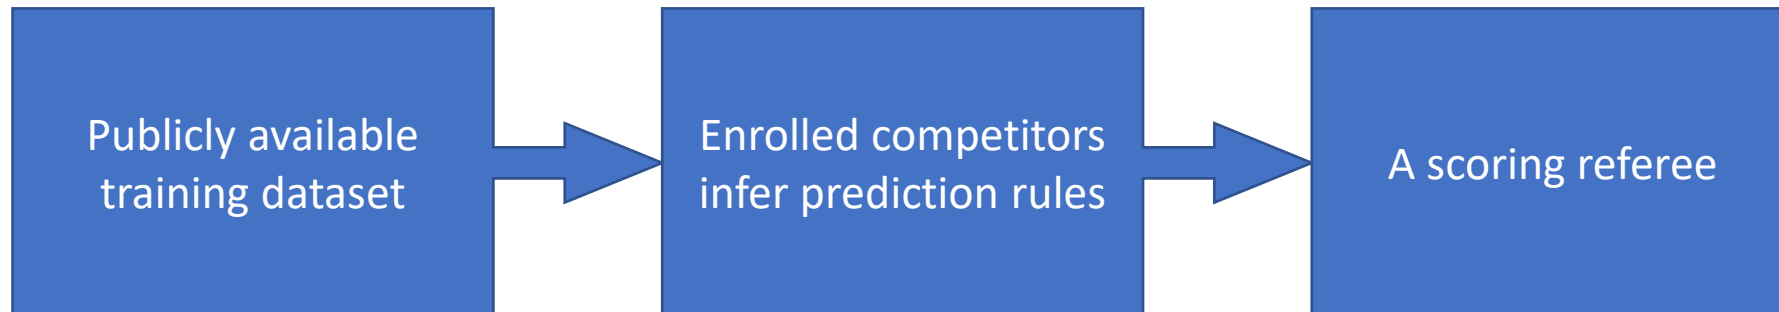 Publicly available
training dataset
Enrolled competitors
infer prediction rules
A scoring referee